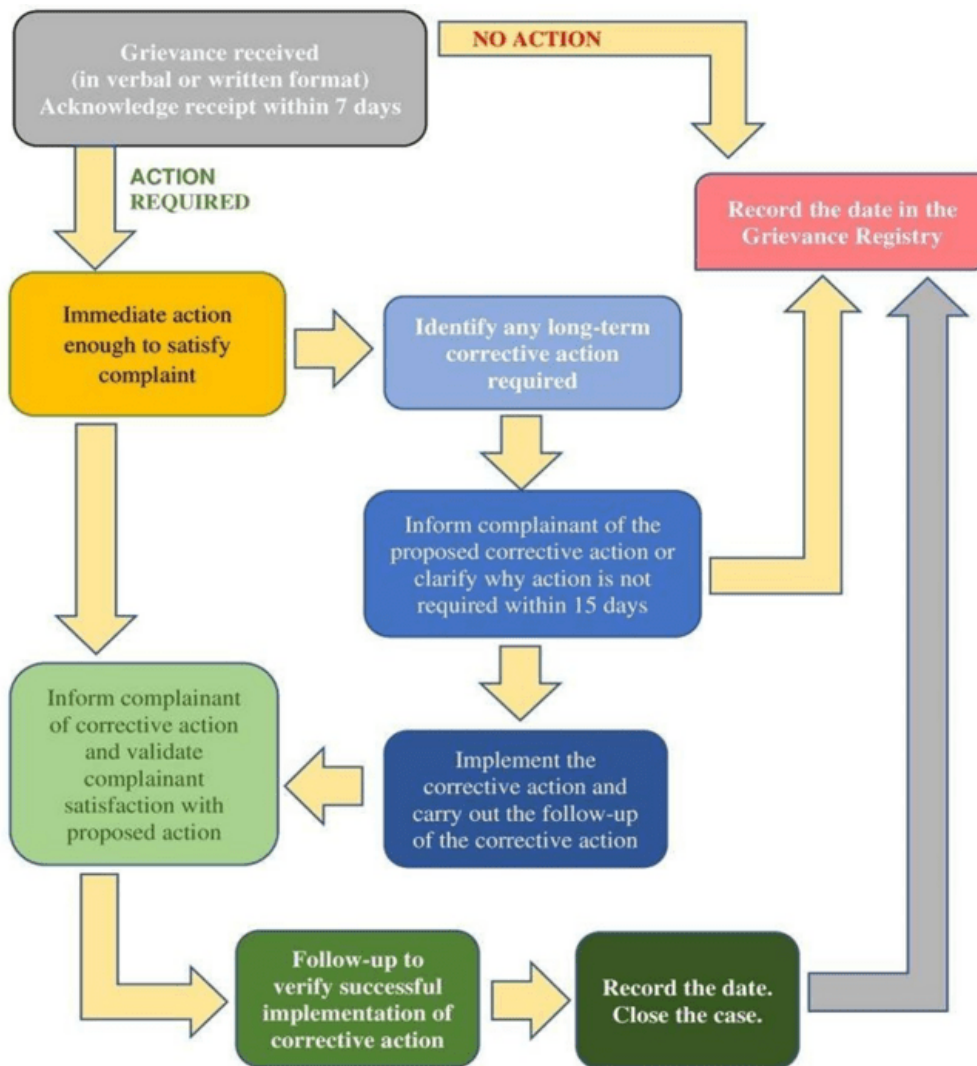 Grievance received
(in verbal or written format)
Acknowledge receipt within 7 days
NO ACTION
ACTION
REQUIRED
Record the date in the
Grievance Registry
Immediate action
enough to satisfy
complaint
Identify any long-term
corrective action
required
Inform complainant of the
proposed corrective action or
clarify why action is not
required within 15 days
Inform complainant
of corrective action
and validate
complainant
satisfaction with
proposed action
Implement the
corrective action and
carry out the follow-up
of the corrective action
Follow-up to
verify successful
implementation of
corrective action
Record the date.
Close the case.